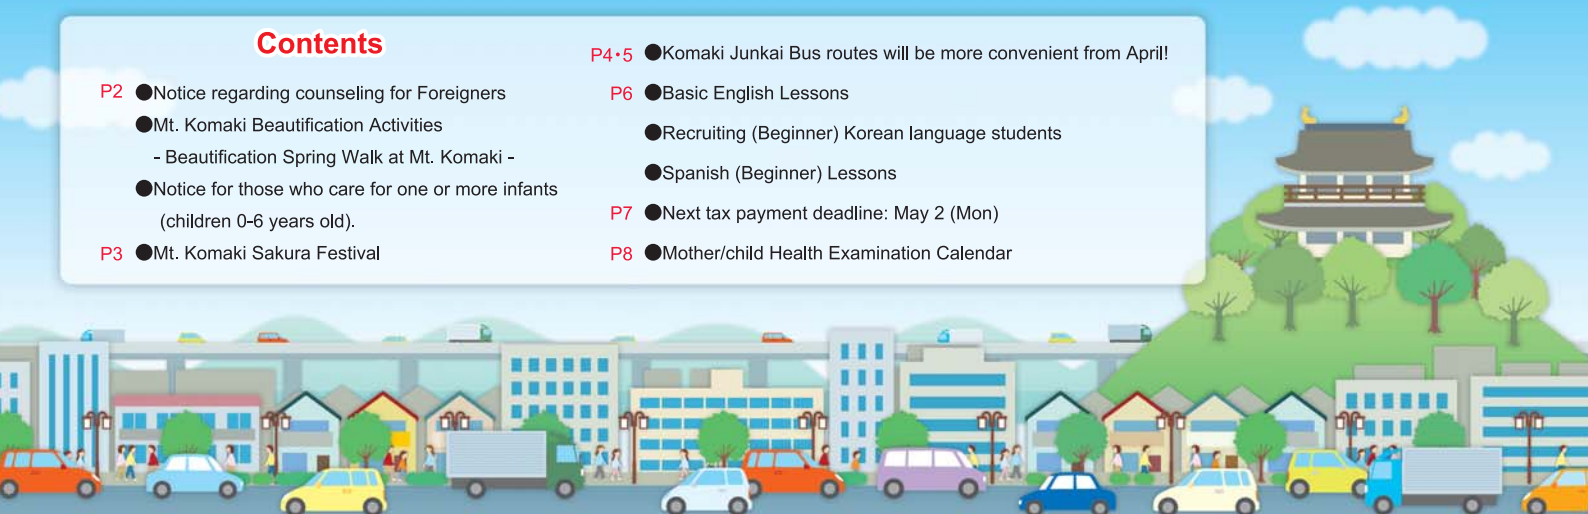 Contents
P2 ●Notice regarding counseling for Foreigners
●Mt. Komaki Beautification Activities
- Beautification Spring Walk at Mt. Komaki -
●Notice for those who care for one or more infants
(children 0-6 years old).
P3 ●Mt. Komaki Sakura Festival
P4・5 ●Komaki Junkai Bus routes will be more convenient from April!
P6 ●Basic English Lessons
●Recruiting (Beginner) Korean language students
●Spanish (Beginner) Lessons
P7 ●Next tax payment deadline: May 2 (Mon)
P8 ●Mother/child Health Examination Calendar